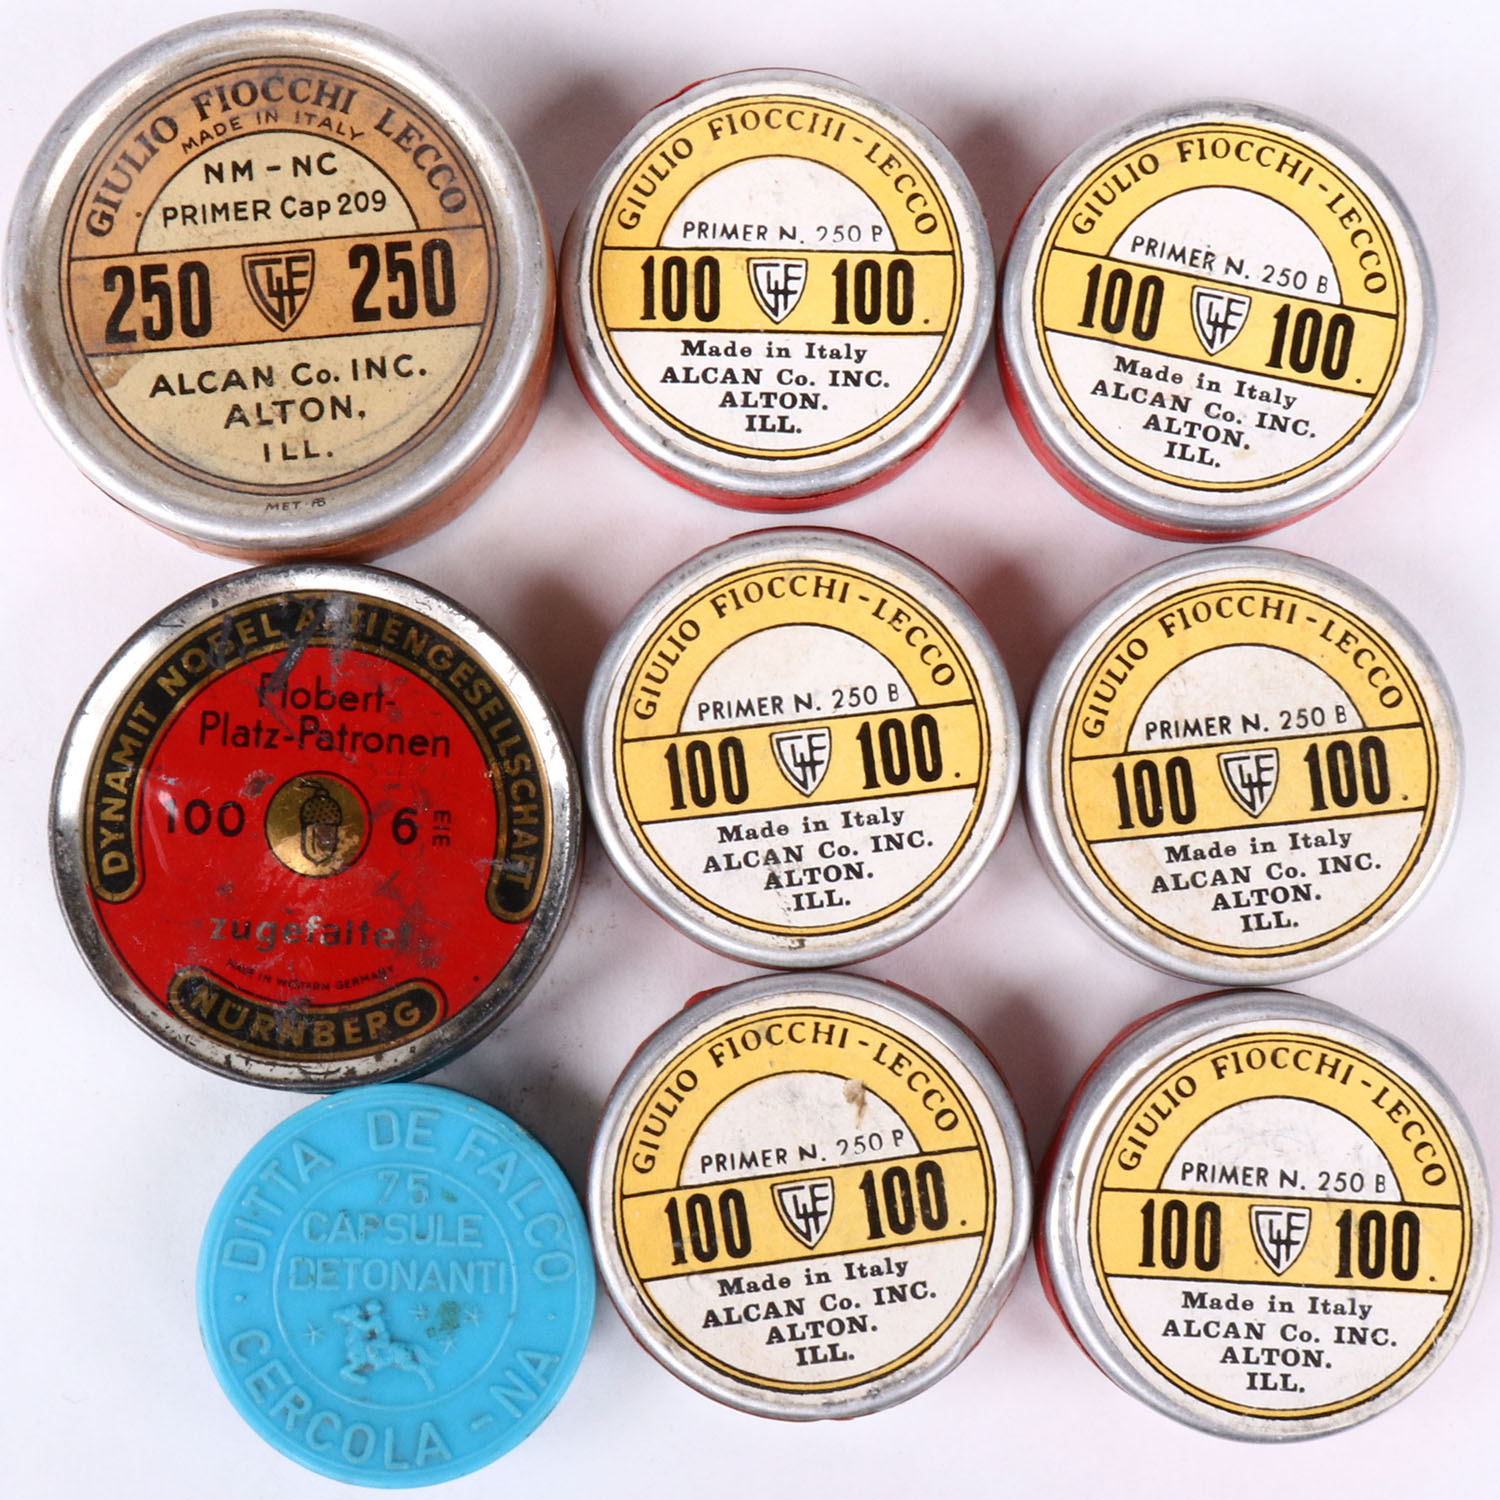 GIULIO FIOCCHI LECCO
MADE IN ITALY
NM-NC
PRIMER Cap 209
250 250
ALCAN Co. INC.
ALTON,
ILL.
MET
GIULIO FIOCCHI-LECCO
PRIMER N. 250 P
100 100.
Made in Italy
ALCAN Co. INC.
ALTON.
ILL.
GIULIO FIOCCHI-LECCO
PRIMER N. 250 B
100 100.
Made in Italy
ALCAN Co. INC.
ALTON.
ILL.
DYNAMIT NOBEL AKTIENGESELLSCHAFT
Flobert-
Platz-Patronen
100 6
zugefaltet
MADE IN WESTERN GERMANY
NÜRNBERG
GIULIO FIOCCHI-LECCO
PRIMER N. 250 B
100 100.
Made in Italy
ALCAN Co. INC.
ALTON.
ILL.
GIULIO FIOCCHI-LECCO
PRIMER N. 250 B
100 100.
Made in Italy
ALCAN Co. INC.
ALTON.
ILL.
DITTA DE FALCO
75
CAPSULE
DETONANTI
CERCOLA-NA
GIULIO FIOCCHI-LECCO
PRIMER N. 250 P
100 100.
Made in Italy
ALCAN Co. INC.
ALTON.
ILL.
GIULIO FIOCCHI-LECCO
PRIMER N. 250 B
100 100.
Made in Italy
ALCAN Co. INC.
ALTON.
ILL.